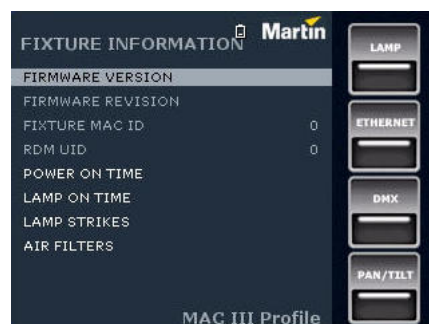 FIXTURE INFORMATION
Martin
FIRMWARE VERSION
FIRMWARE REVISION
FIXTURE MAC ID 0
RDM UID 0
POWER ON TIME
LAMP ON TIME
LAMP STRIKES
AIR FILTERS
MAC III Profile
LAMP
ETHERNET
DMX
PAN/TILT